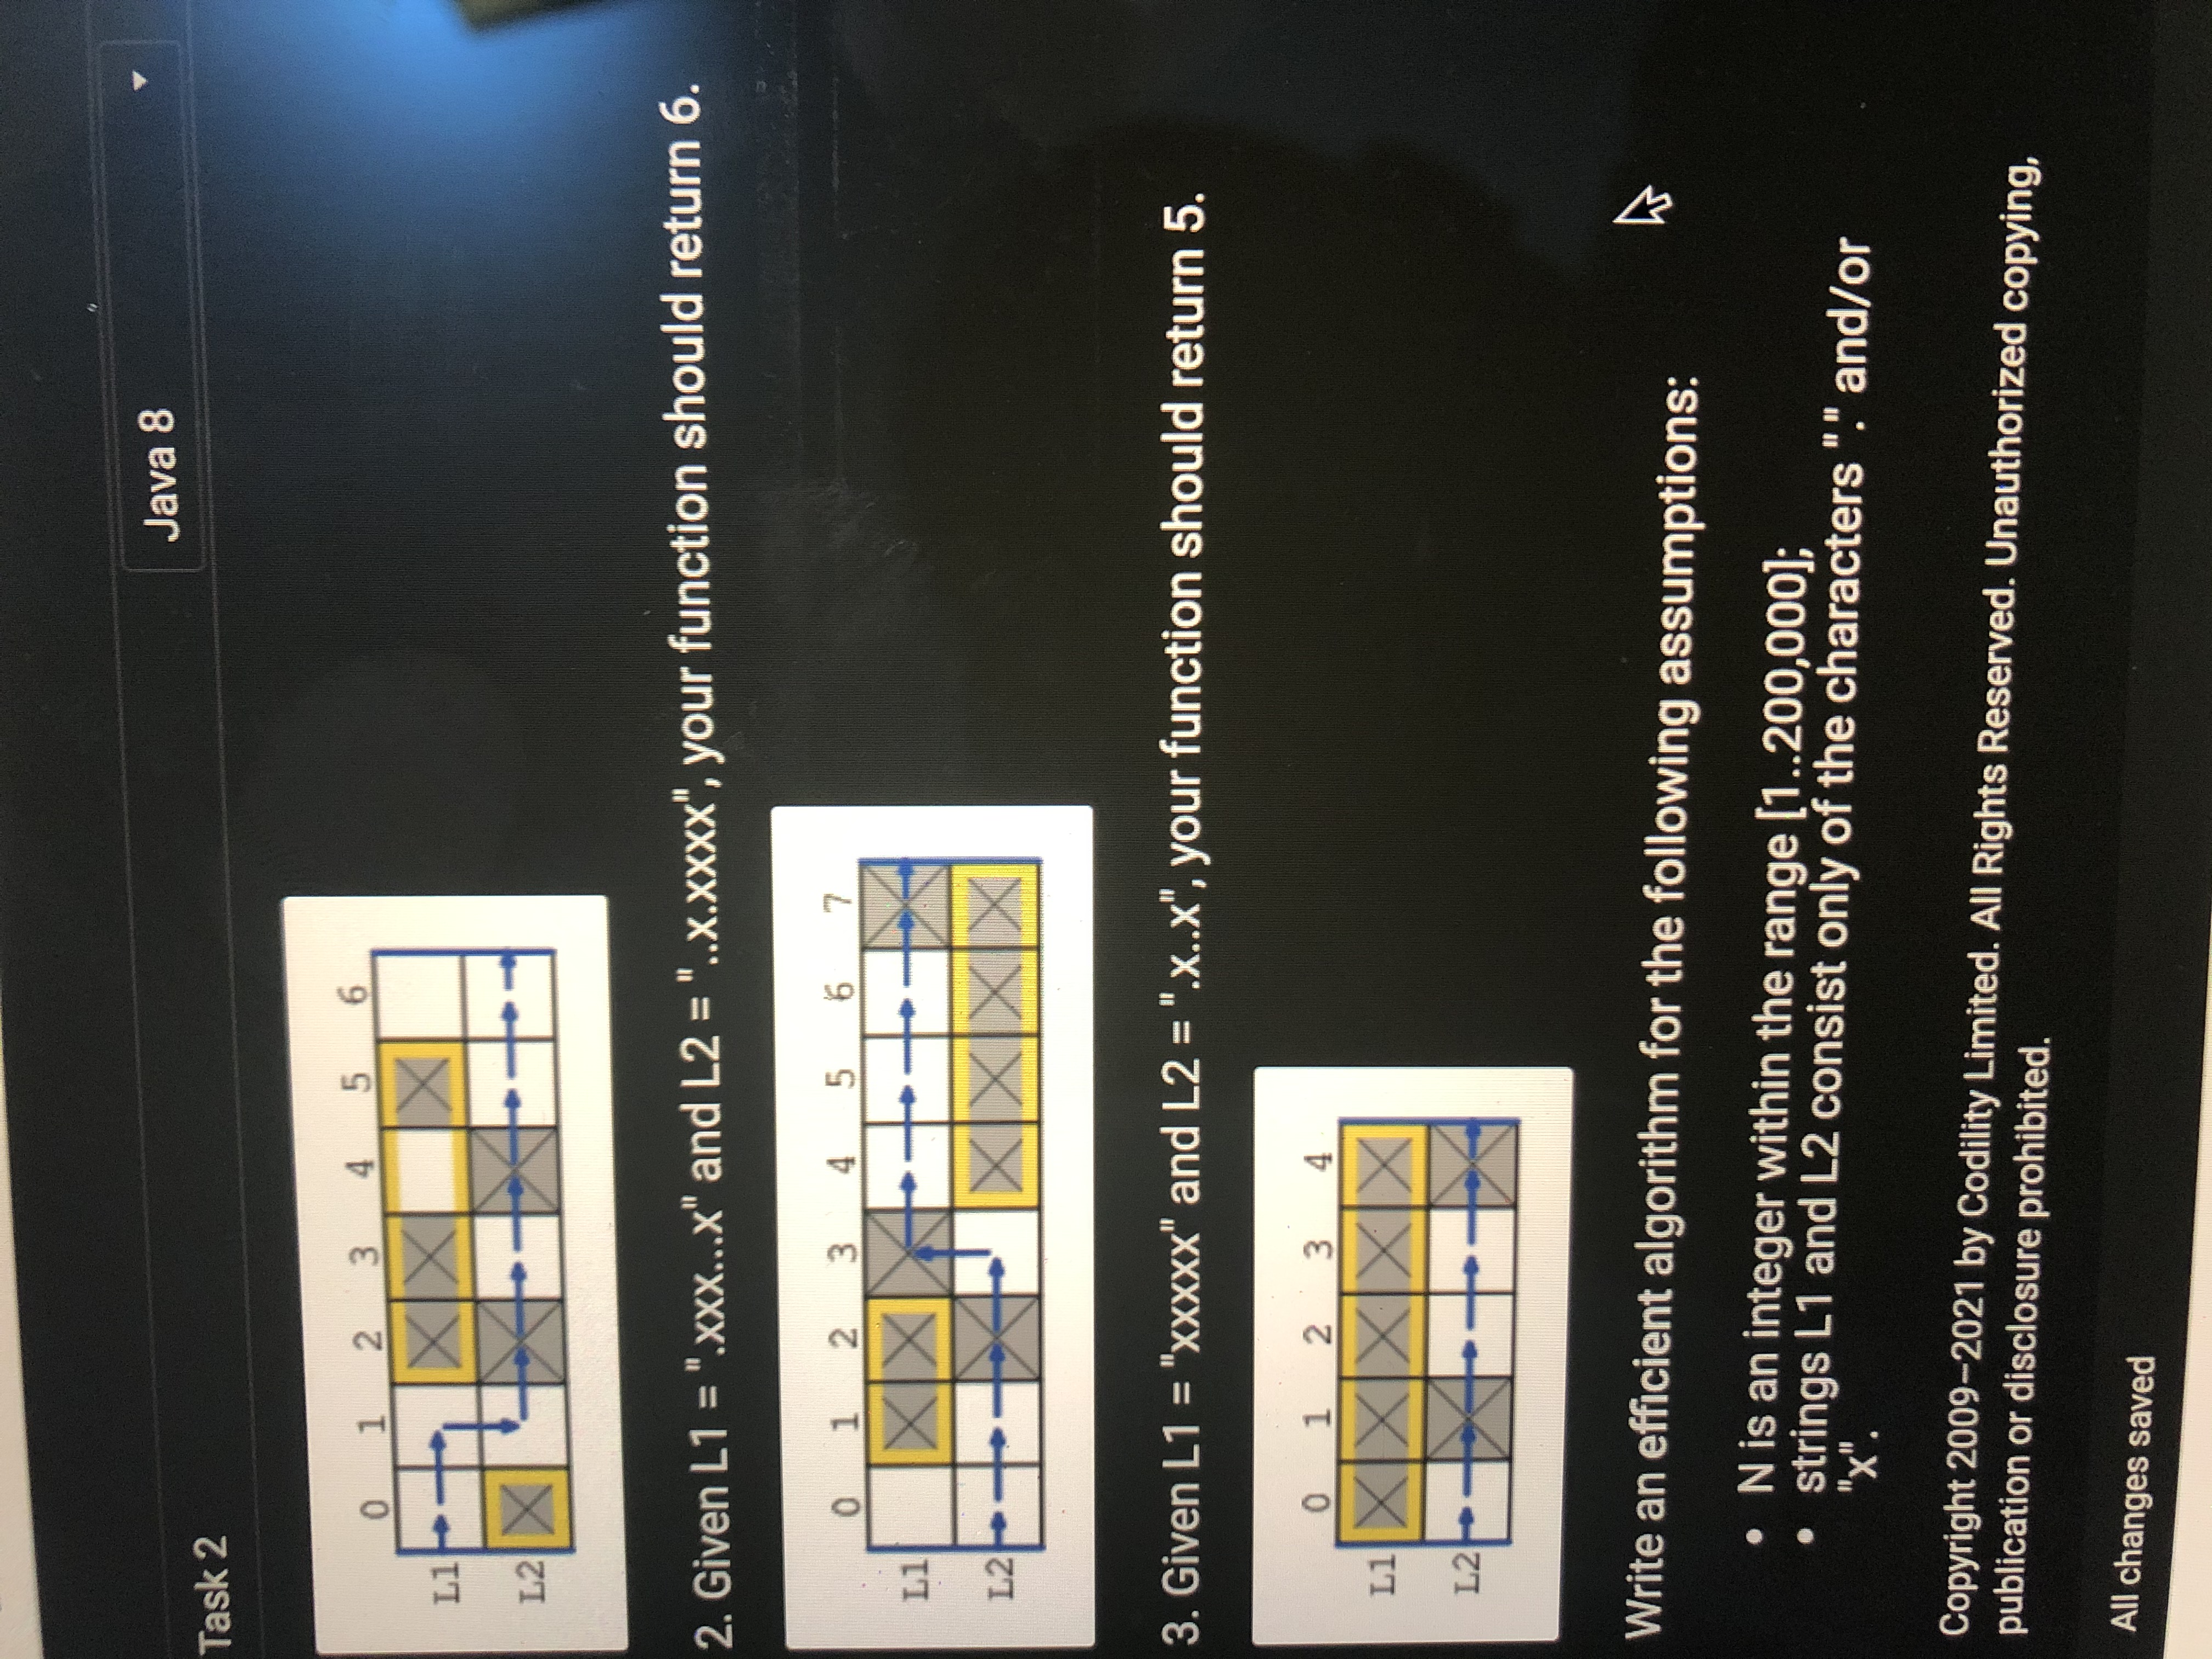 Java 8
Task 2
0 1 2 3 4 5 6
L1
L2
2. Given L1 = ".xxx...x" and L2 = "..x.xxxx", your function should return 6.
0 1 2 3 4 5 6 7
L1
L2
3. Given L1 = "xxxxx" and L2 = ".x..x", your function should return 5.
0 1 2 3 4
L1
L2
Write an efficient algorithm for the following assumptions:
• N is an integer within the range [1..200,000];
• strings L1 and L2 consist only of the characters "." and/or
"x".
Copyright 2009–2021 by Codility Limited. All Rights Reserved. Unauthorized copying,
publication or disclosure prohibited.
All changes saved